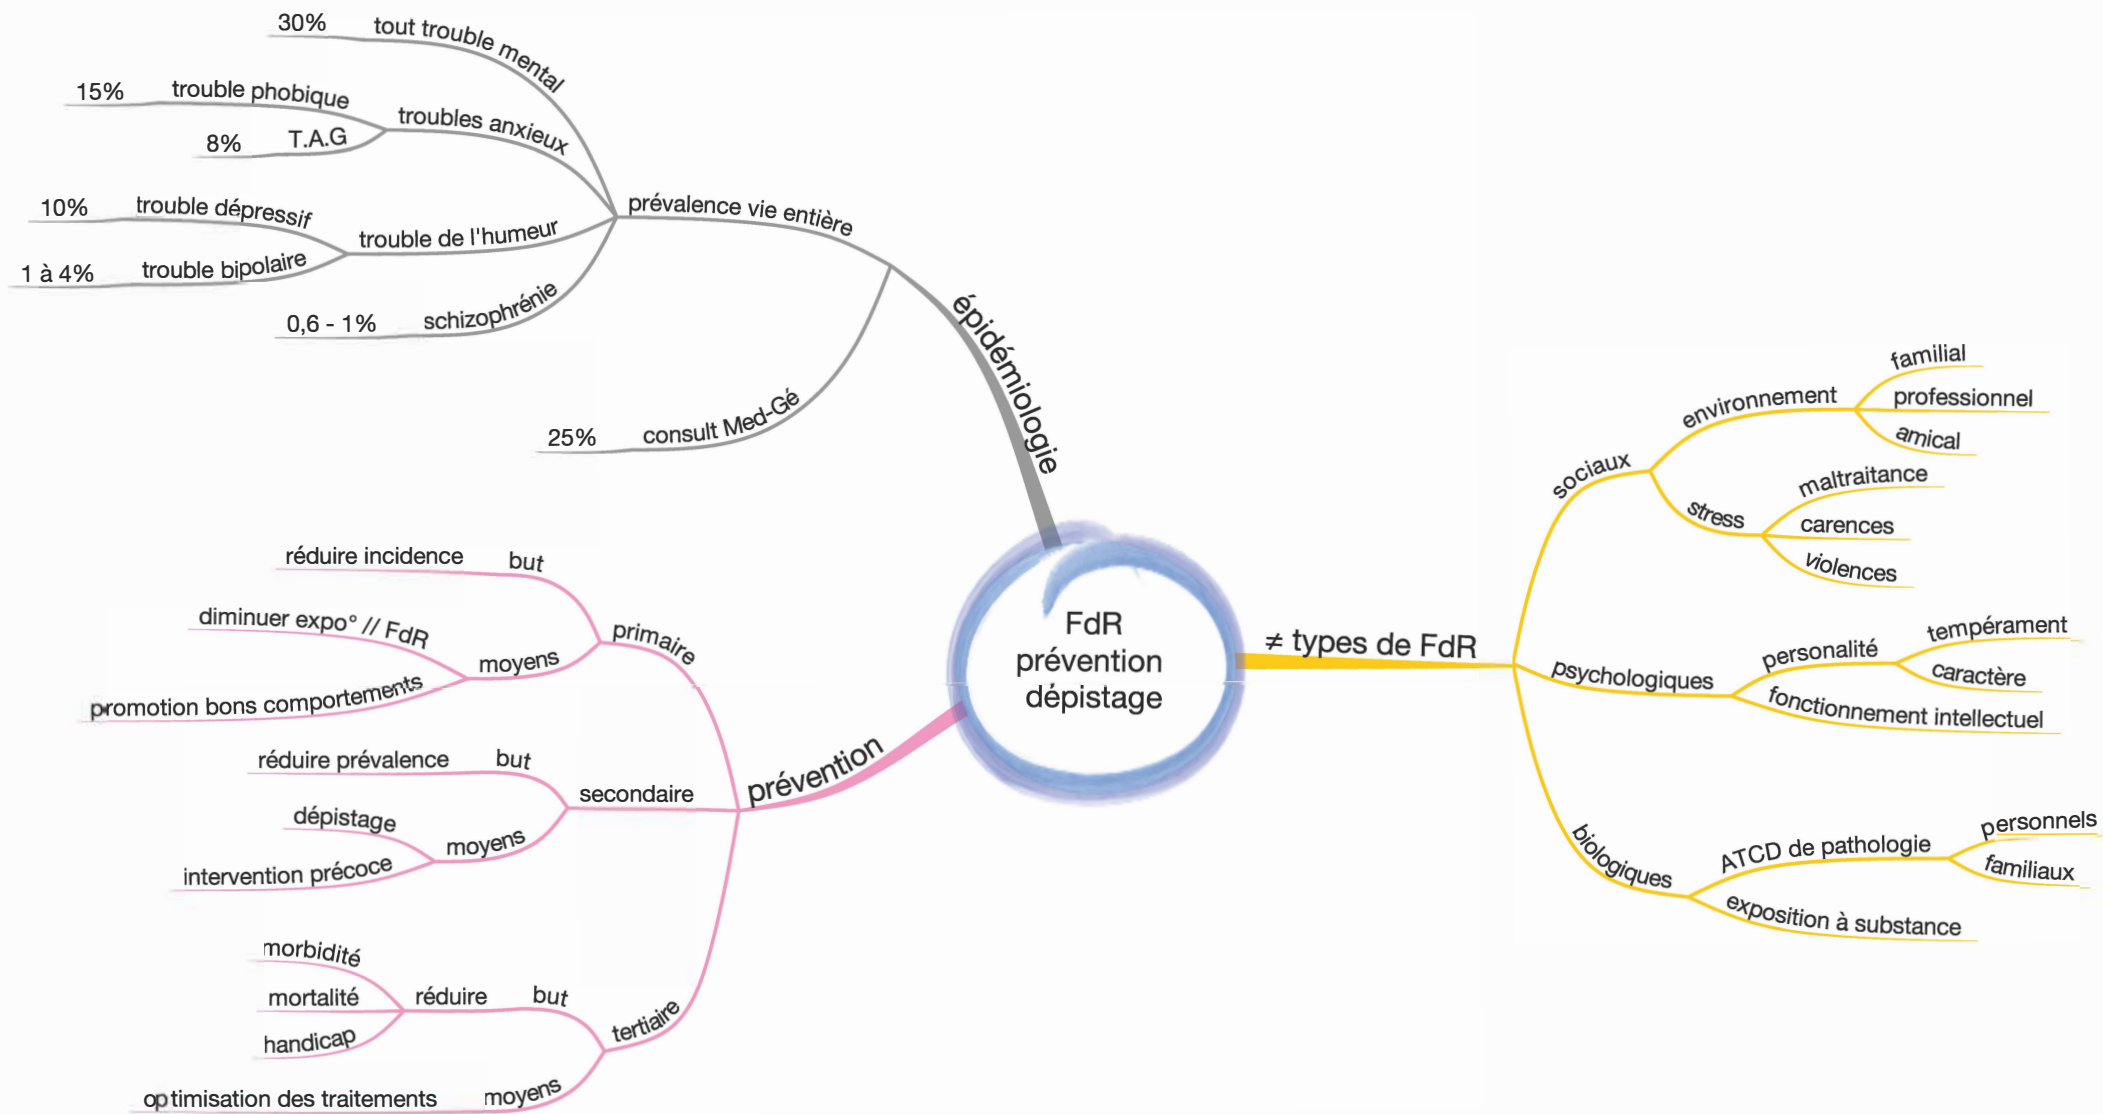 FdR
prévention
dépistage
épidémiologie
prévalence vie entière
tout trouble mental
30%
troubles anxieux
trouble phobique
15%
T.A.G
8%
trouble de l'humeur
trouble dépressif
10%
trouble bipolaire
1 à 4%
schizophrénie
0,6 - 1%
consult Med-Gé
25%
≠ types de FdR
sociaux
environnement
familial
professionnel
amical
stress
maltraitance
carences
violences
psychologiques
personalité
tempérament
caractère
fonctionnement intellectuel
biologiques
ATCD de pathologie
personnels
familiaux
exposition à substance
prévention
primaire
but
réduire incidence
moyens
diminuer expo° // FdR
promotion bons comportements
secondaire
but
réduire prévalence
moyens
dépistage
intervention précoce
tertiaire
but
réduire
morbidité
mortalité
handicap
moyens
optimisation des traitements